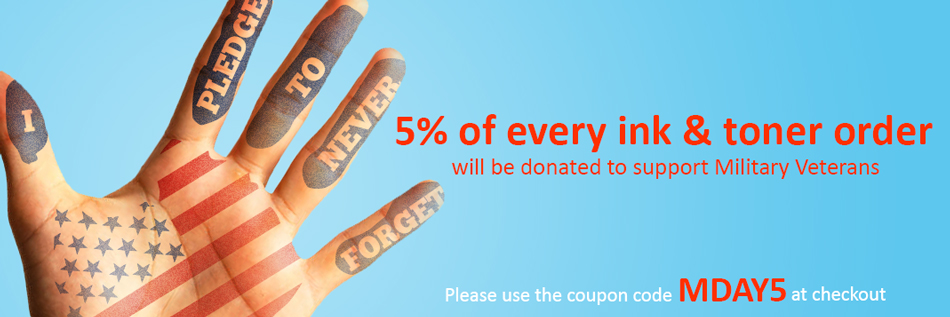 I
PLEDGE
TO
NEVER
FORGET
5% of every ink & toner order
will be donated to support Military Veterans
Please use the coupon code MDAY5 at checkout